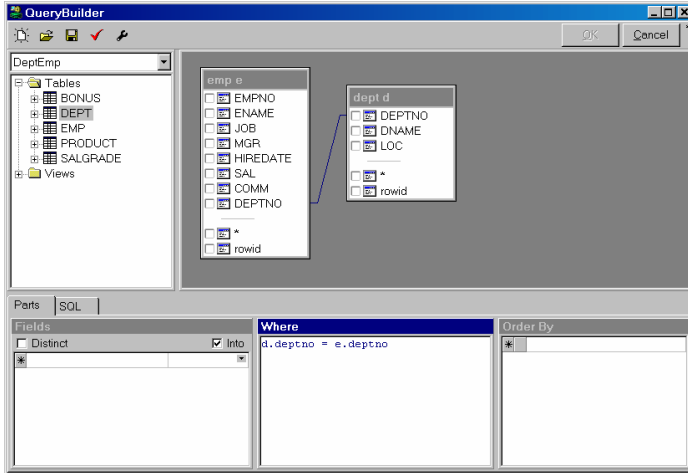 QueryBuilder
OK
Cancel
DeptEmp
Tables
BONUS
DEPT
EMP
PRODUCT
SALGRADE
Views
emp e
EMPNO
ENAME
JOB
MGR
HIREDATE
SAL
COMM
DEPTNO
*
rowid
dept d
DEPTNO
DNAME
LOC
*
rowid
Parts
SQL
Fields
Distinct
Into
Where
d.deptno = e.deptno
Order By